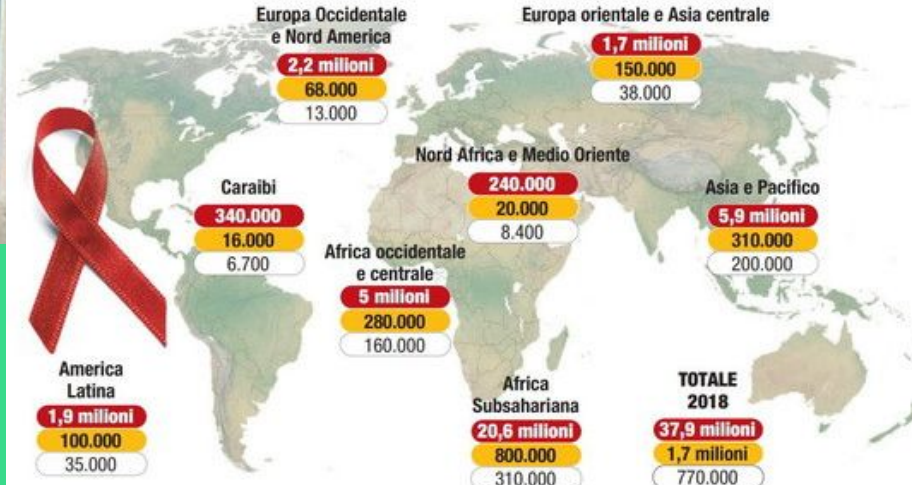 Europa Occidentale
e Nord America
2,2 milioni
68.000
13.000
Europa orientale e Asia centrale
1,7 milioni
150.000
38.000
Nord Africa e Medio Oriente
240.000
20.000
8.400
Caraibi
340.000
16.000
6.700
Asia e Pacifico
5,9 milioni
310.000
200.000
Africa occidentale
e centrale
5 milioni
280.000
160.000
America
Latina
1,9 milioni
100.000
35.000
Africa
Subsahariana
20,6 milioni
800.000
310.000
TOTALE
2018
37,9 milioni
1,7 milioni
770.000